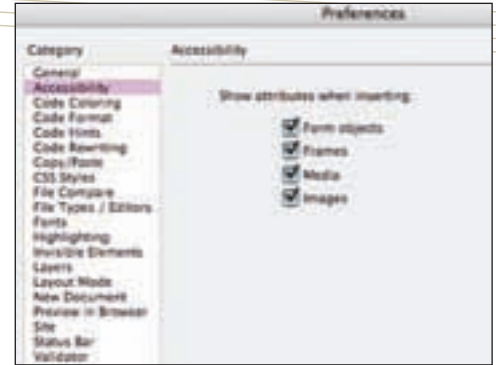 Preferences
Category
Accessibility
General
Accessibility
Code Coloring
Code Format
Code Hints
Code Rewriting
Copy/Paste
CSS Styles
File Compare
File Types / Editors
Fonts
Highlighting
Invisible Elements
Layers
Layout Mode
New Document
Preview in Browser
Site
Status Bar
Validator
Show attributes when inserting:
Form objects
Frames
Media
Images